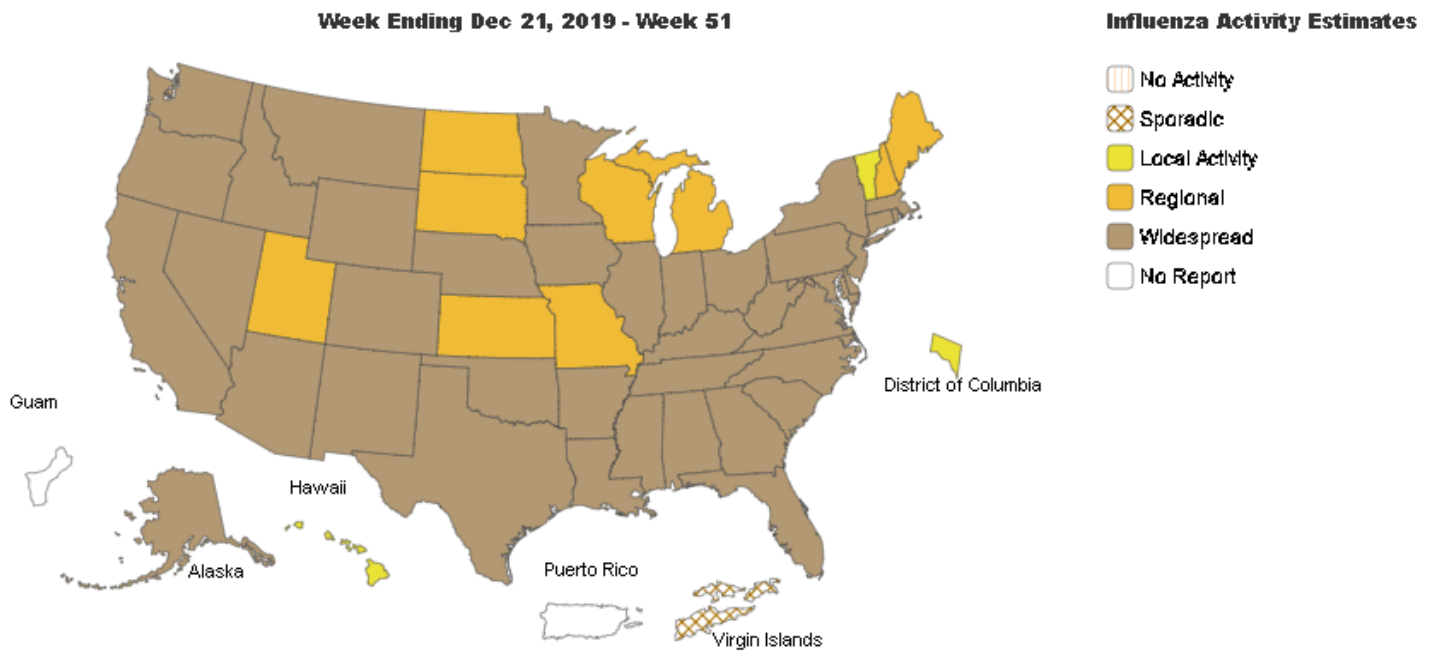 Week Ending Dec 21, 2019 - Week 51
Influenza Activity Estimates
No Activity
Sporadic
Local Activity
Regional
Widespread
No Report
District of Columbia
Guam
Hawaii
Alaska
Puerto Rico
Virgin Islands